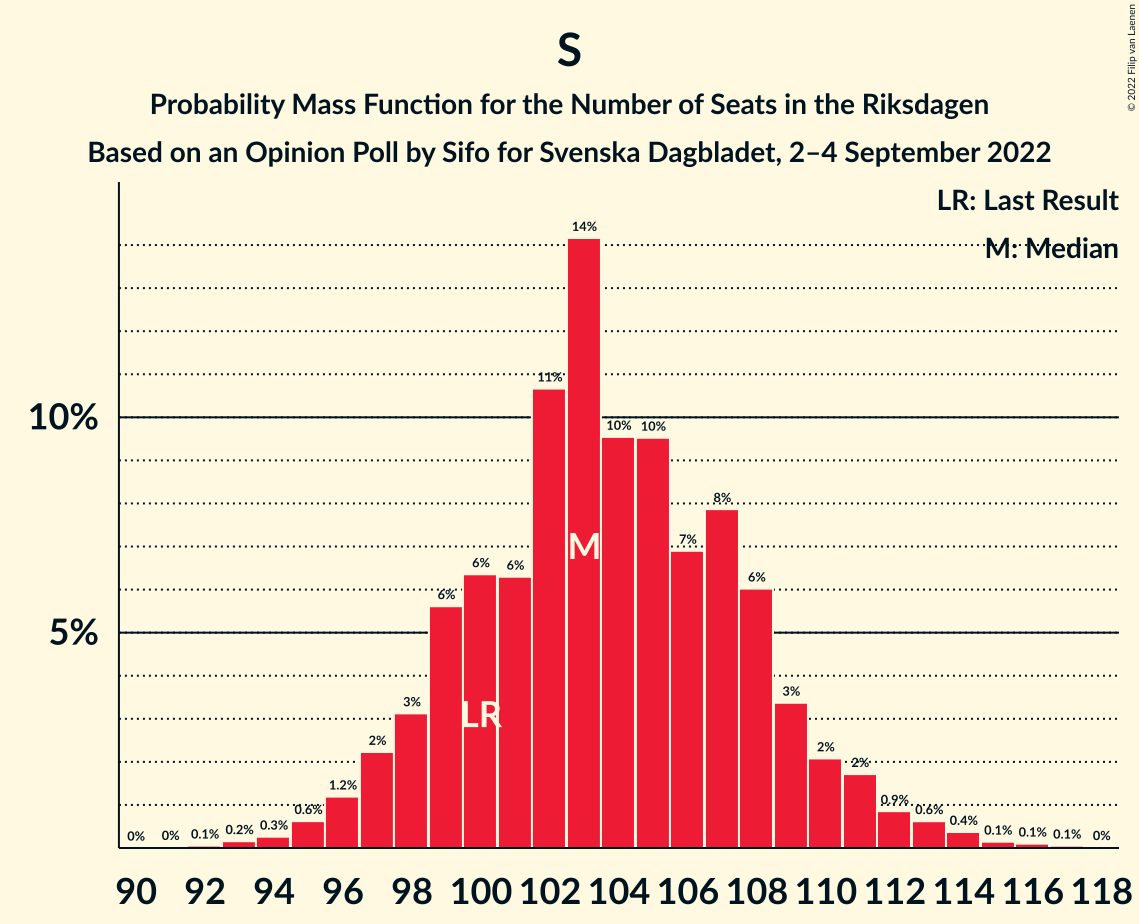 S
Probability Mass Function for the Number of Seats in the Riksdagen
Based on an Opinion Poll by Sifo for Svenska Dagbladet, 2–4 September 2022
© 2022 Filip van Laenen
LR: Last Result
M: Median
10%
5%
0% 0% 0.1% 0.2% 0.3% 0.6% 1.2% 2% 3% 6% 6% 6% 11% 14% 10% 10% 7% 8% 6% 3% 2% 2% 0.9% 0.6% 0.4% 0.1% 0.1% 0.1% 0%
M
LR
90 92 94 96 98 100 102 104 106 108 110 112 114 116 118